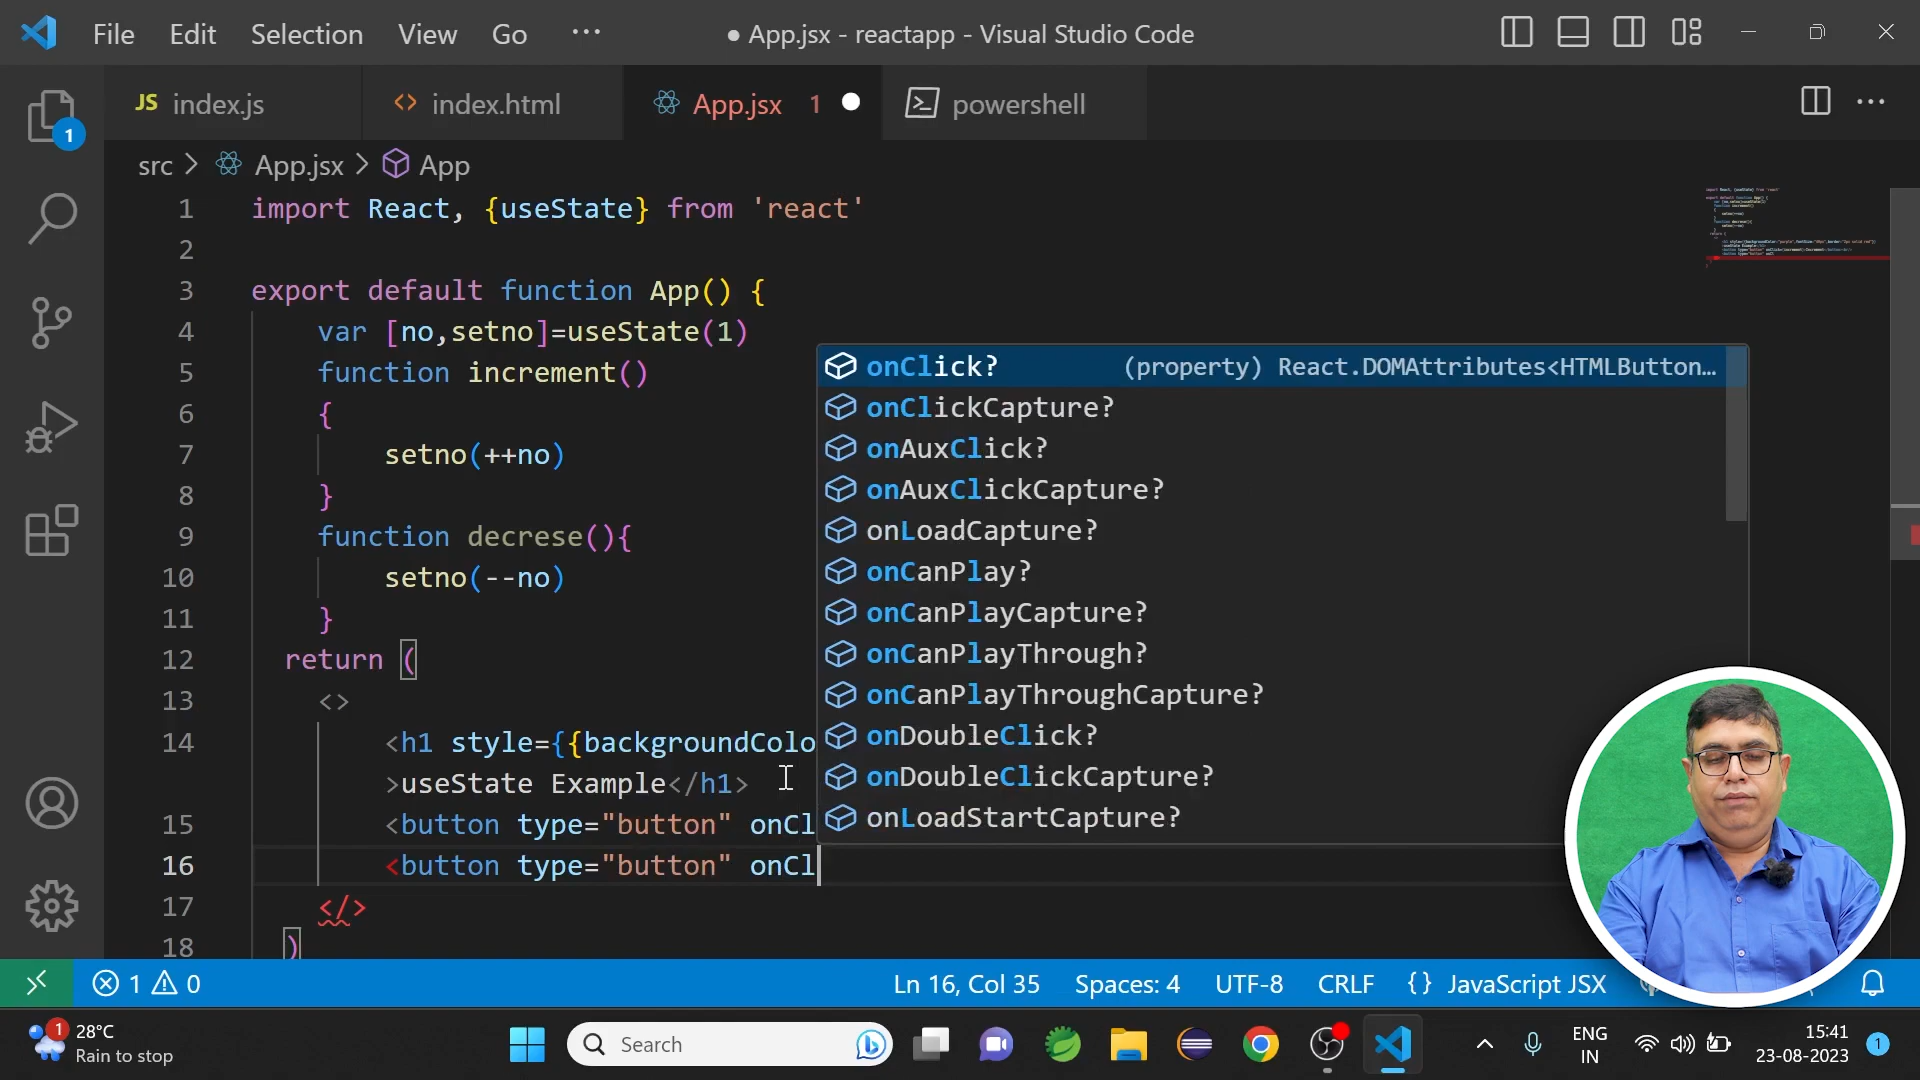 File Edit Selection View Go ··· ● App.jsx - reactapp - Visual Studio Code
JS index.js <> index.html App.jsx 1 ● powershell ···
1
src > App.jsx > App
1 import React, {useState} from 'react'
2
3 export default function App() {
4 var [no,setno]=useState(1)
5 function increment()
6 {
7 setno(++no)
8 }
9 function decrese(){
10 setno(--no)
11 }
12 return (
13 <>
14 <h1 style={{backgroundColo
>useState Example</h1>
15 <button type="button" onCl
16 <button type="button" onCl
17 </>
18 )
onClick? (property) React.DOMAttributes<HTMLButton…
onClickCapture?
onAuxClick?
onAuxClickCapture?
onLoadCapture?
onCanPlay?
onCanPlayCapture?
onCanPlayThrough?
onCanPlayThroughCapture?
onDoubleClick?
onDoubleClickCapture?
onLoadStartCapture?
1 0 Ln 16, Col 35 Spaces: 4 UTF-8 CRLF {} JavaScript JSX
1 28°C
Rain to stop
Search
ENG
IN
15:41
23-08-2023
1